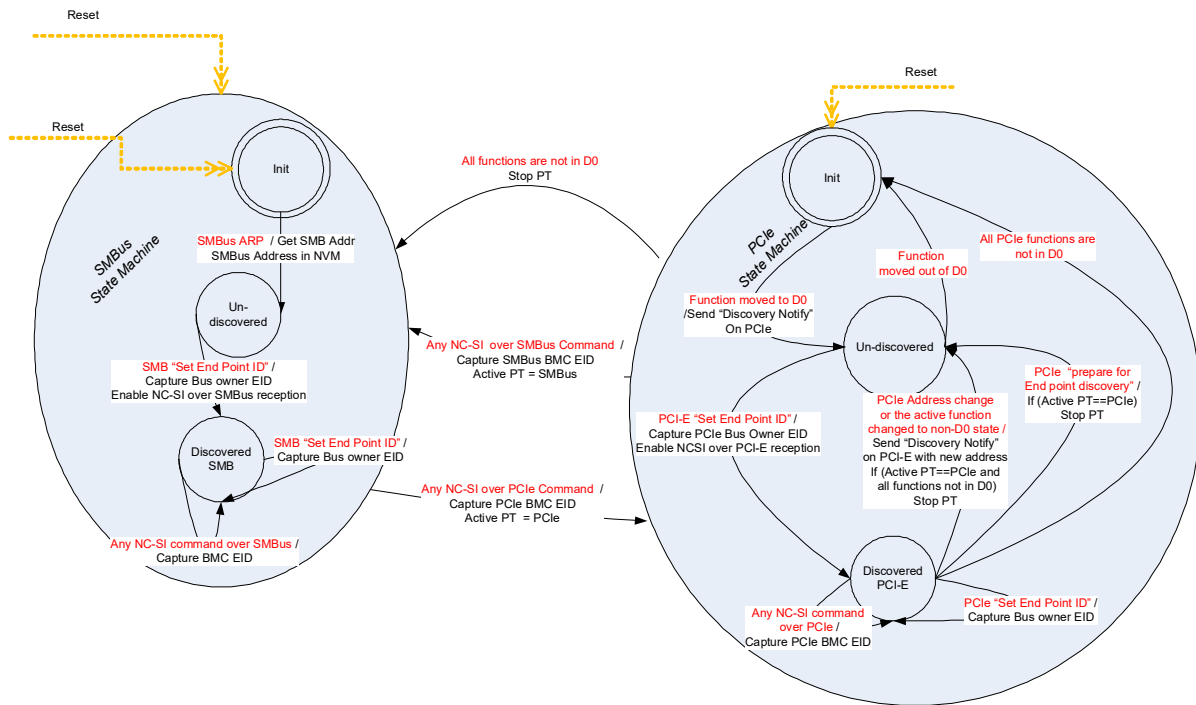 Reset
Reset
Init
SMBus
State Machine
SMBus ARP / Get SMB Addr
SMBus Address in NVM
Un-
discovered
SMB “Set End Point ID” /
Capture Bus owner EID
Enable NC-SI over SMBus reception
Discovered
SMB
SMB “Set End Point ID” /
Capture Bus owner EID
Any NC-SI command over SMBus /
Capture BMC EID
All functions are not in D0
Stop PT
Any NC-SI over SMBus Command /
Capture SMBus BMC EID
Active PT = SMBus
Any NC-SI over PCIe Command /
Capture PCIe BMC EID
Active PT = PCIe
Reset
Init
PCIe
State Machine
Function moved to D0
/Send “Discovery Notify”
On PCIe
Function
moved out of D0
All PCIe functions are
not in D0
Un-discovered
PCI-E “Set End Point ID” /
Capture PCIe Bus Owner EID
Enable NCSI over PCI-E reception
PCIe Address change
or the active function
changed to non-D0 state /
Send “Discovery Notify”
on PCI-E with new address
If (Active PT==PCIe and
all functions not in D0)
Stop PT
PCIe “prepare for
End point discovery” /
If (Active PT==PCIe)
Stop PT
Discovered
PCI-E
Any NC-SI command
over PCIe /
Capture PCIe BMC EID
PCIe “Set End Point ID” /
Capture Bus owner EID